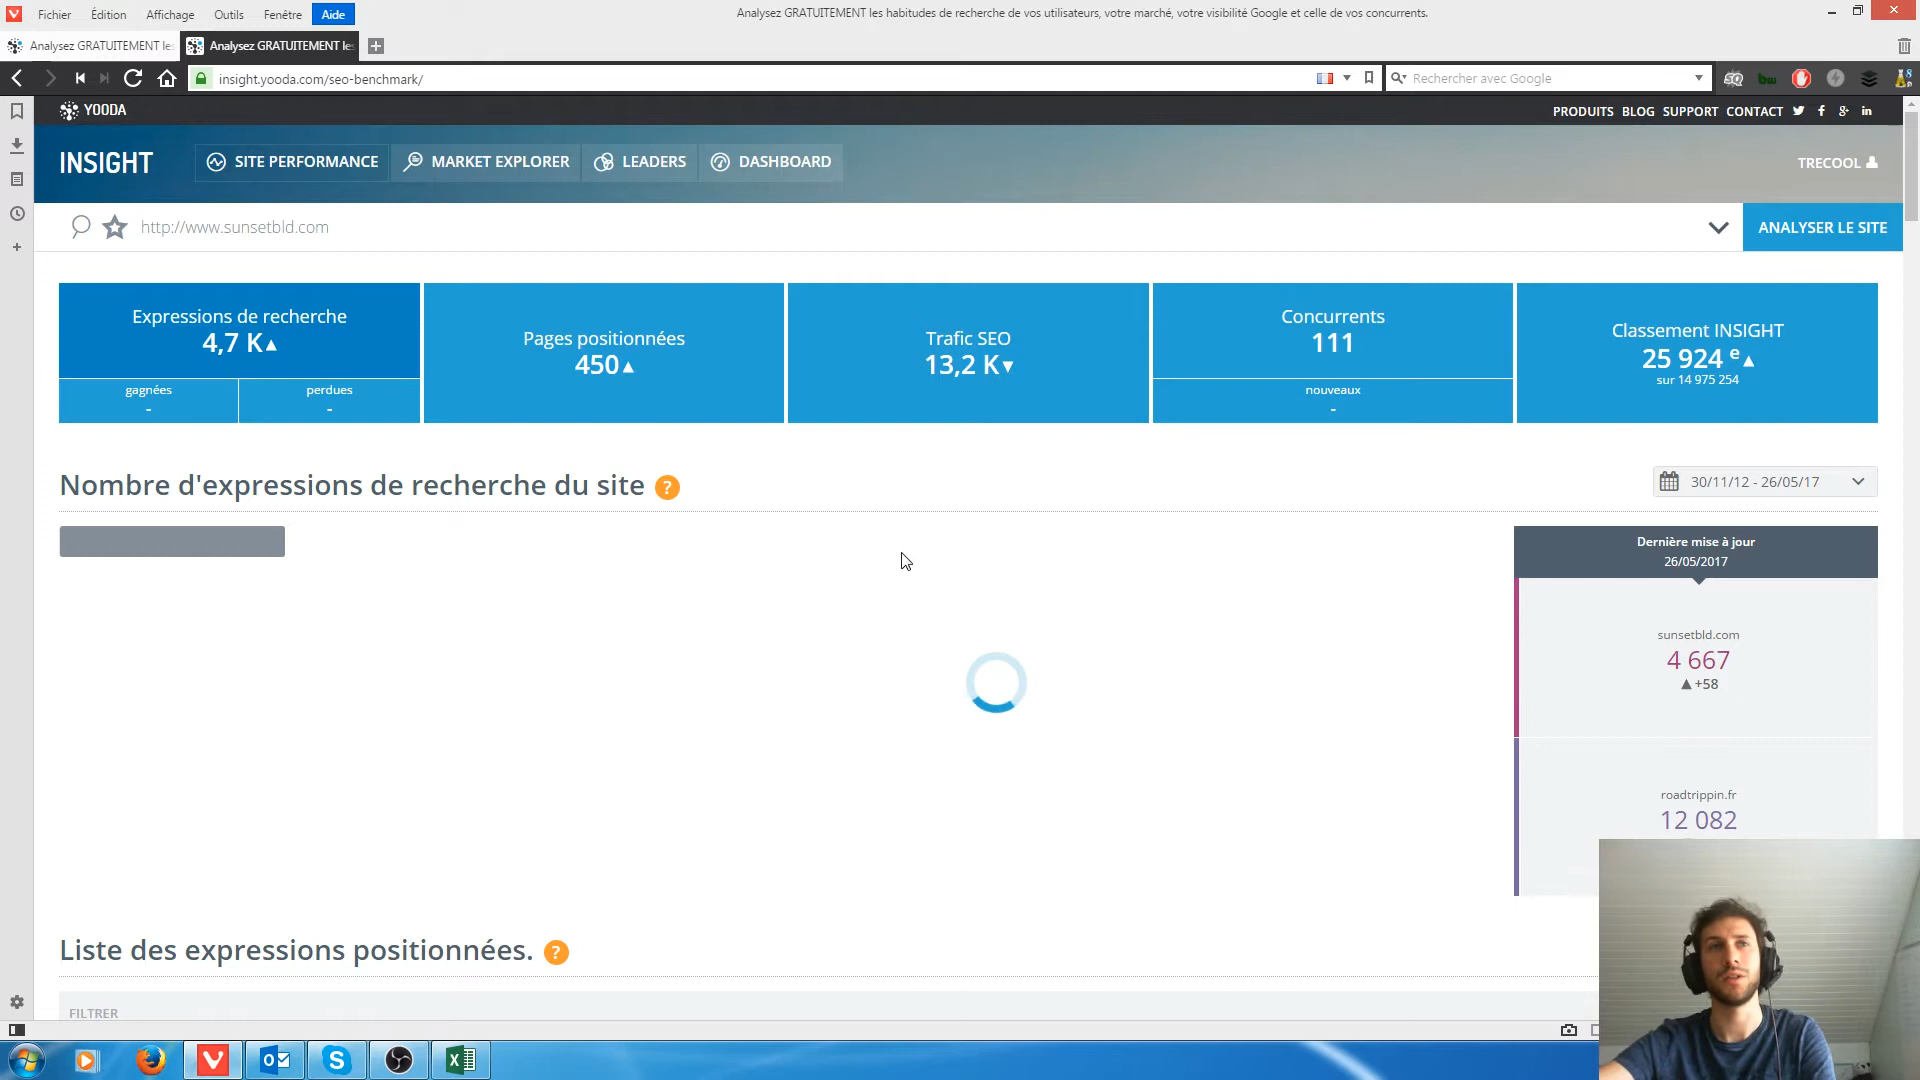 Fichier Édition Affichage Outils Fenêtre Aide
Analysez GRATUITEMENT les habitudes de recherche de vos utilisateurs, votre marché, votre visibilité Google et celle de vos concurrents.
Analysez GRATUITEMENT les
Analysez GRATUITEMENT les
insight.yooda.com/seo-benchmark/
Rechercher avec Google
YOODA
PRODUITS BLOG SUPPORT CONTACT
INSIGHT
SITE PERFORMANCE
MARKET EXPLORER
LEADERS
DASHBOARD
TRECOOL
http://www.sunsetbld.com
ANALYSER LE SITE
Expressions de recherche
4,7 K▲
gagnées
-
perdues
-
Pages positionnées
450▲
Trafic SEO
13,2 K▼
Concurrents
111
nouveaux
-
Classement INSIGHT
25 924 e▲
sur 14 975 254
Nombre d'expressions de recherche du site ?
30/11/12 - 26/05/17
Dernière mise à jour
26/05/2017
sunsetbld.com
4 667
▲+58
roadtrippin.fr
12 082
Liste des expressions positionnées. ?
FILTRER